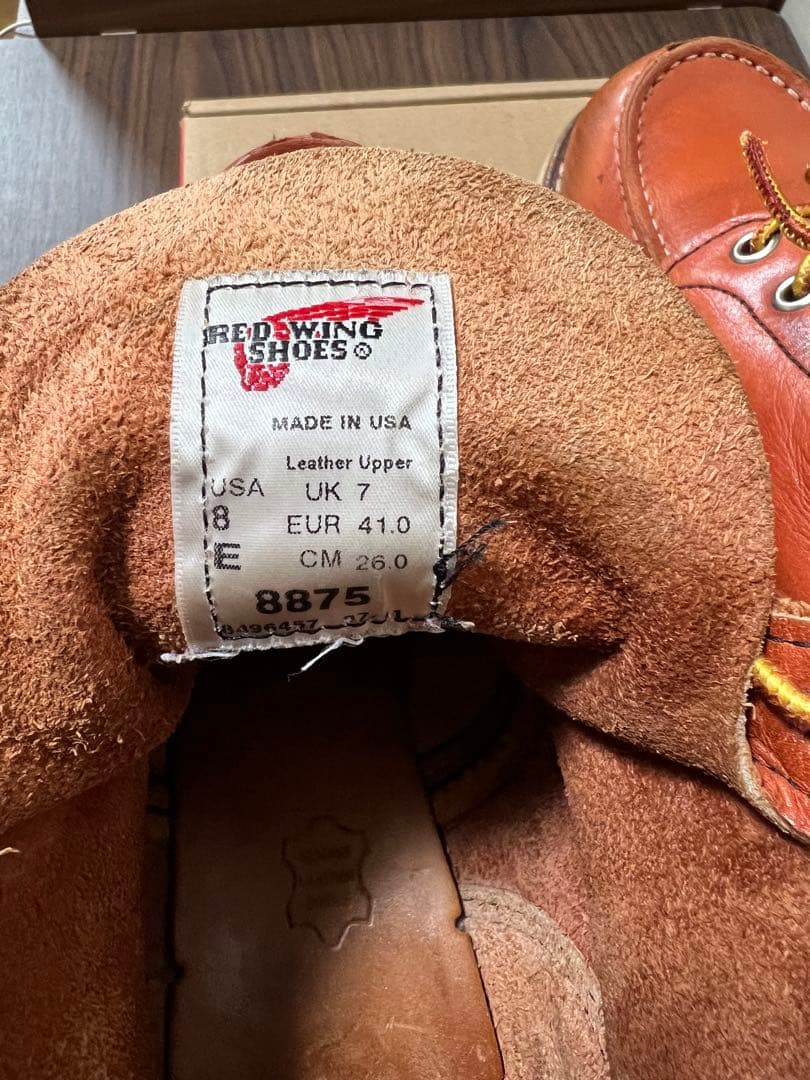 RED WING
SHOES ®
MADE IN USA
Leather Upper
USA UK 7
8 EUR 41.0
E CM 26.0
8875